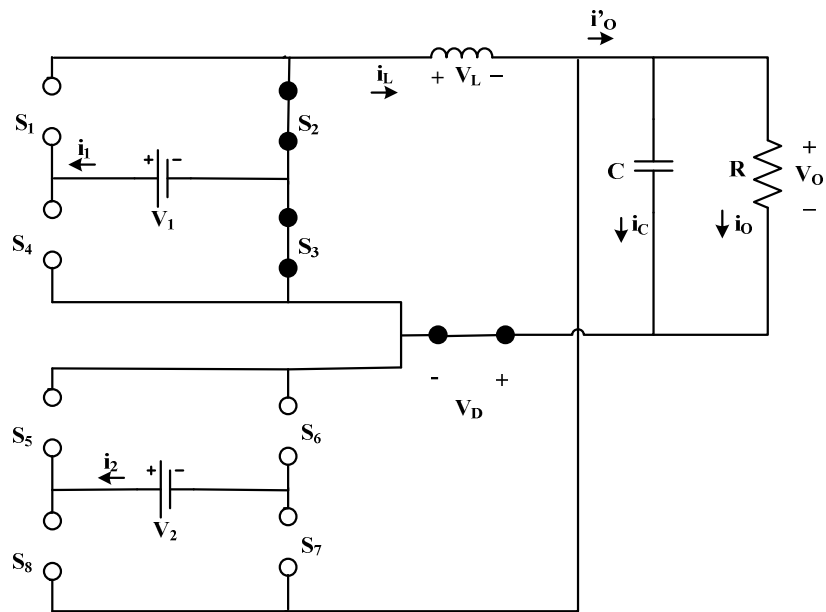 i'O
iL
+ VL −
S1
S2
i1
+ −
V1
S4
S3
C
R
+
VO
−
iC
iO
- +
VD
S5
S6
i2
+ −
V2
S8
S7